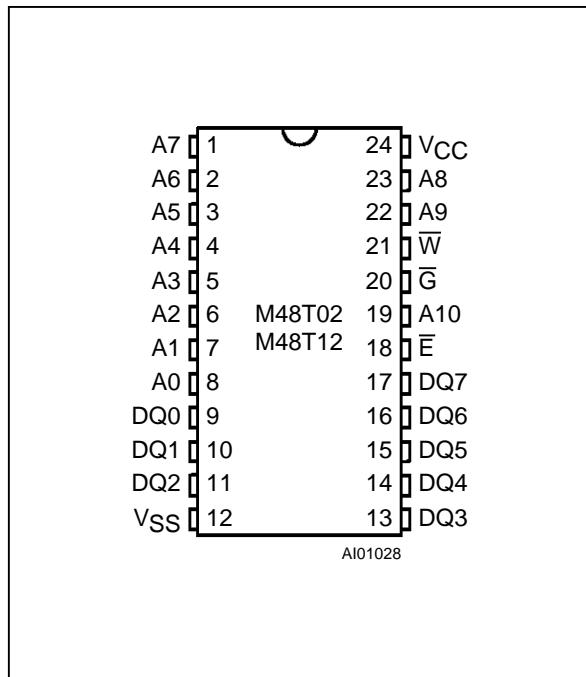 A7 1 24 VCC
A6 2 23 A8
A5 3 22 A9
A4 4 21 W̅
A3 5 20 G̅
A2 6 M48T02 19 A10
A1 7 M48T12 18 E̅
A0 8 17 DQ7
DQ0 9 16 DQ6
DQ1 10 15 DQ5
DQ2 11 14 DQ4
VSS 12 13 DQ3
AI01028